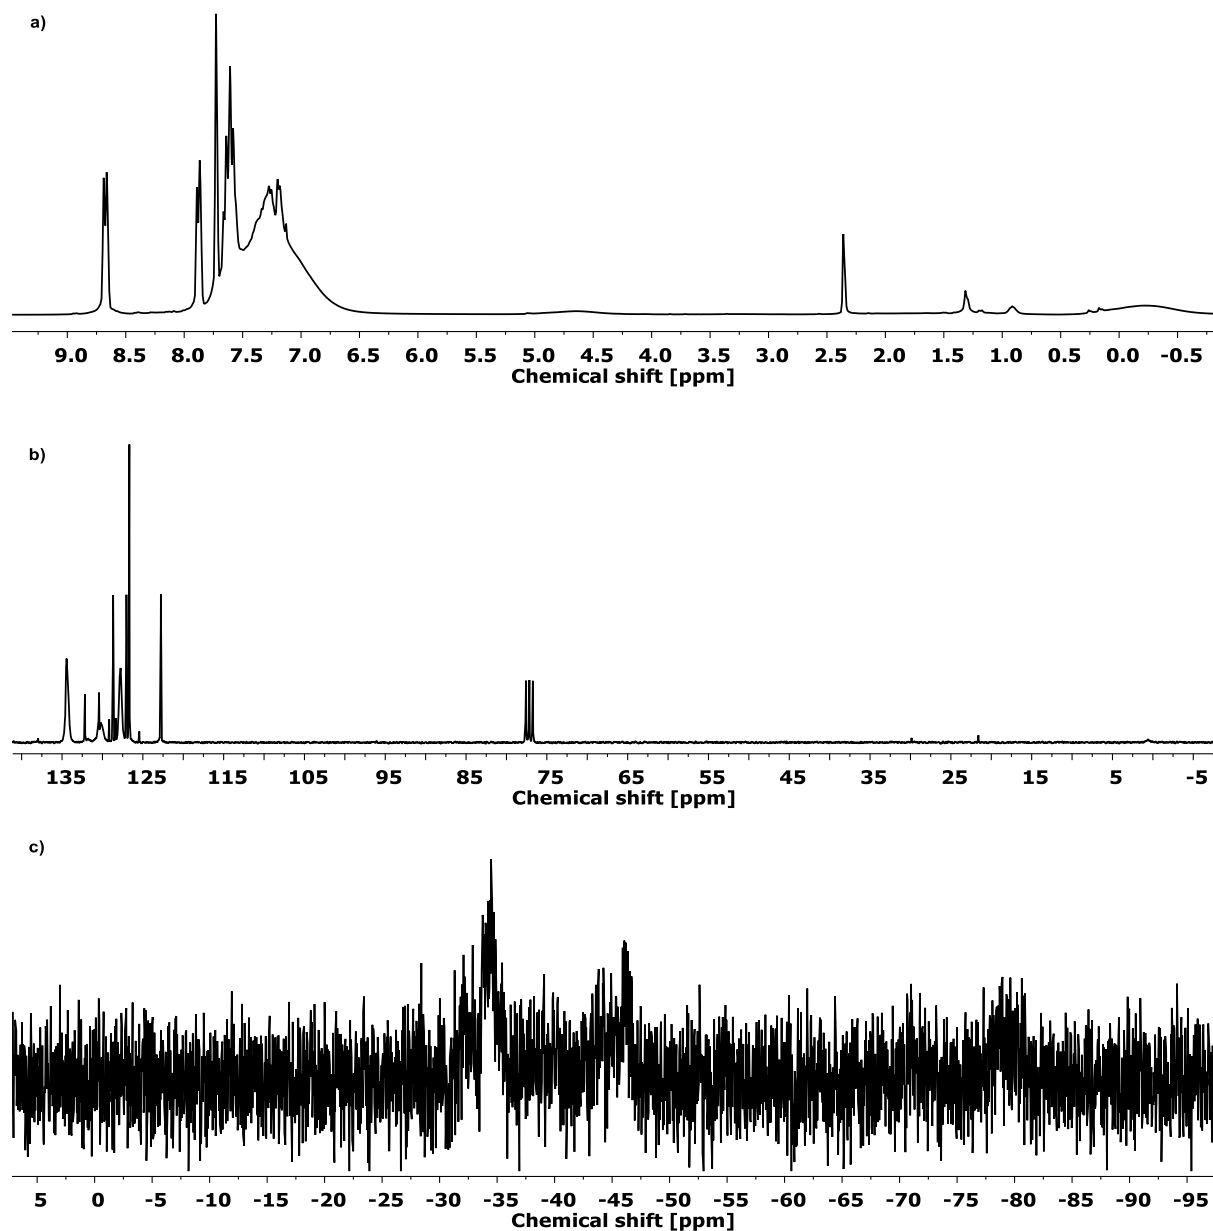 a)
9.0 8.5 8.0 7.5 7.0 6.5 6.0 5.5 5.0 4.5 4.0 3.5 3.0 2.5 2.0 1.5 1.0 0.5 0.0 -0.5
Chemical shift [ppm]
b)
135 125 115 105 95 85 75 65 55 45 35 25 15 5 -5
Chemical shift [ppm]
c)
5 0 -5 -10 -15 -20 -25 -30 -35 -40 -45 -50 -55 -60 -65 -70 -75 -80 -85 -90 -95
Chemical shift [ppm]